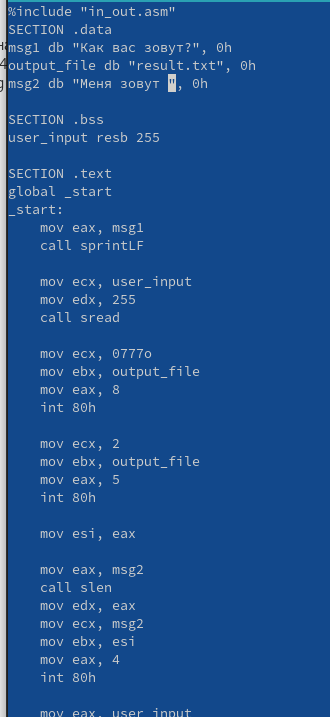 %include "in_out.asm"
SECTION .data
msg1 db "Как вас зовут?", 0h
output_file db "result.txt", 0h
msg2 db "Меня зовут ", 0h

SECTION .bss
user_input resb 255

SECTION .text
global _start
_start:
    mov eax, msg1
    call sprintLF

    mov ecx, user_input
    mov edx, 255
    call sread

    mov ecx, 0777o
    mov ebx, output_file
    mov eax, 8
    int 80h

    mov ecx, 2
    mov ebx, output_file
    mov eax, 5
    int 80h

    mov esi, eax

    mov eax, msg2
    call slen
    mov edx, eax
    mov ecx, msg2
    mov ebx, esi
    mov eax, 4
    int 80h

    mov eax, user_input